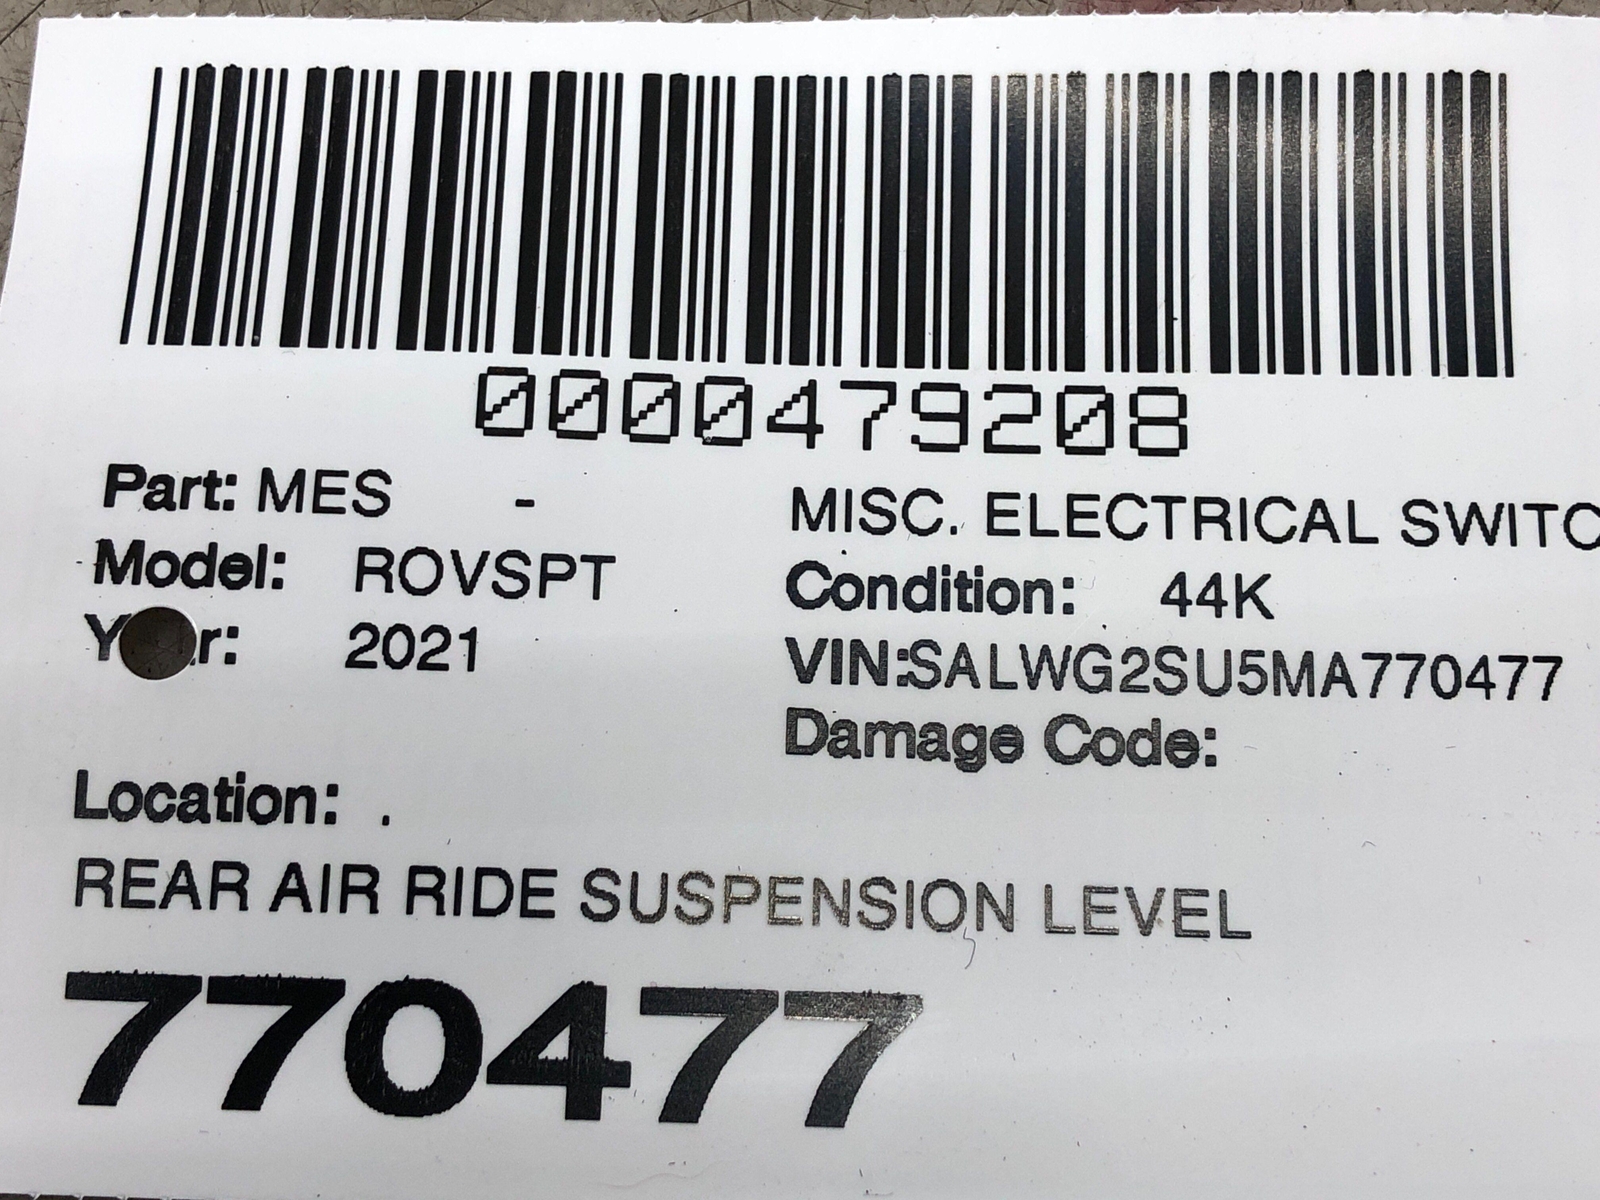 0000479208
Part: MES - MISC. ELECTRICAL SWITC
Model: ROVSPT Condition: 44K
2021 VIN:SALWG2SU5MA770477
Damage Code:
Location: .
REAR AIR RIDE SUSPENSION LEVEL
770477